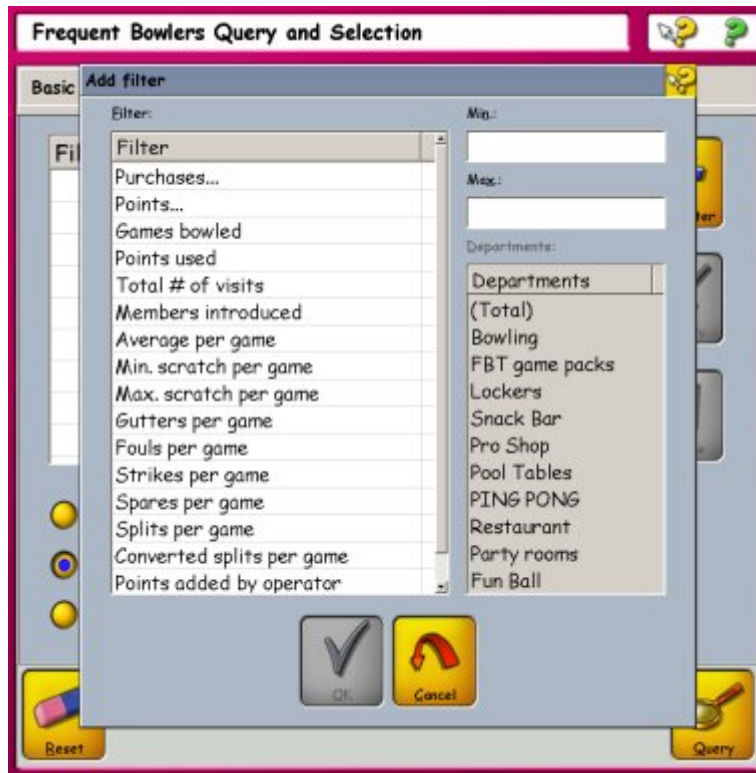 Frequent Bowlers Query and Selection
Basic
Add filter
Filter:
Min.:
Fil
Filter
Purchases...
Max.:
Points...
Games bowled
Points used
Departments:
Total # of visits
Departments
Members introduced
(Total)
Average per game
Bowling
Min. scratch per game
FBT game packs
Max. scratch per game
Lockers
Gutters per game
Snack Bar
Fouls per game
Pro Shop
Strikes per game
Pool Tables
Spares per game
PING PONG
Splits per game
Restaurant
Converted splits per game
Party rooms
Points added by operator
Fun Ball
OK
Cancel
Reset
Query